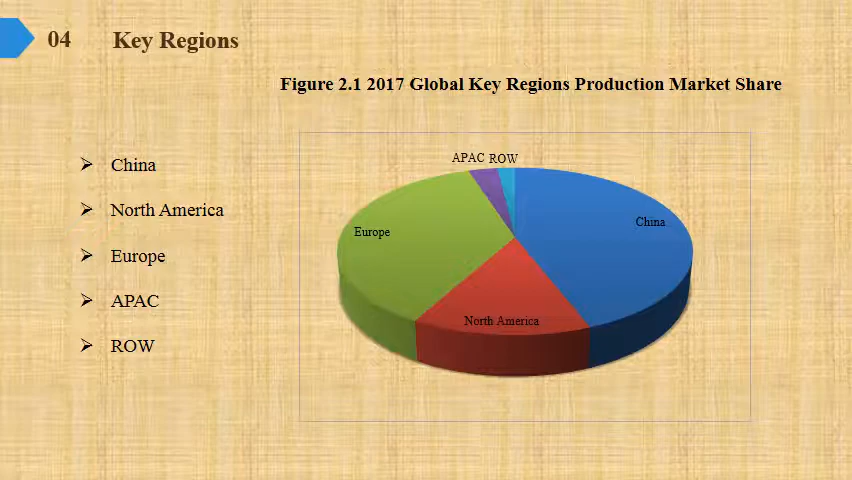 04 Key Regions
Figure 2.1 2017 Global Key Regions Production Market Share
China
North America
Europe
APAC
ROW
APAC ROW
China
Europe
North America